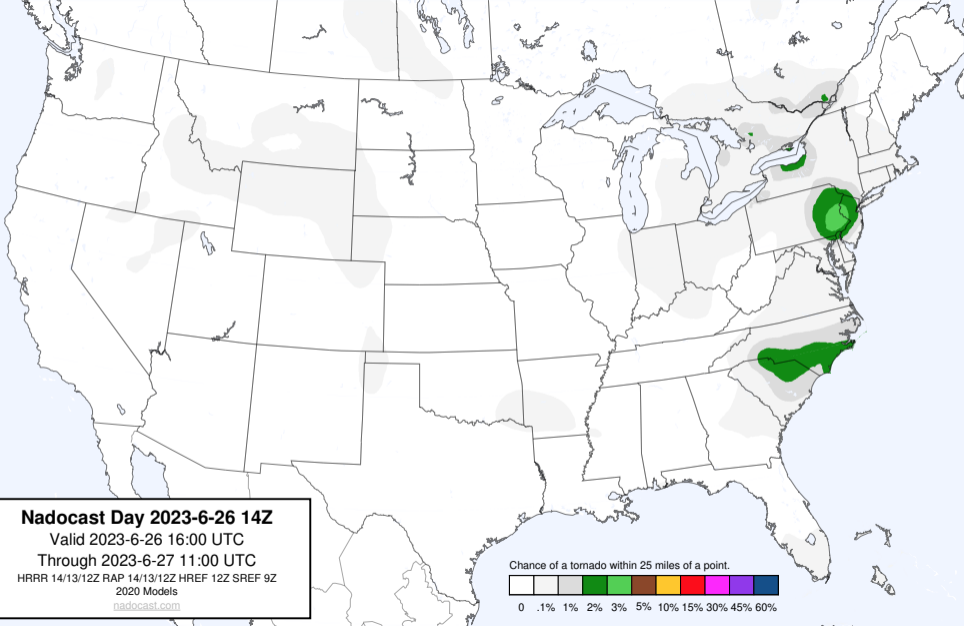 Nadocast Day 2023-6-26 14Z
Valid 2023-6-26 16:00 UTC
Through 2023-6-27 11:00 UTC
HRRR 14/13/12Z RAP 14/13/12Z HREF 12Z SREF 9Z
2020 Models
nadocast.com
Chance of a tornado within 25 miles of a point.
0 .1% 1% 2% 3% 5% 10% 15% 30% 45% 60%